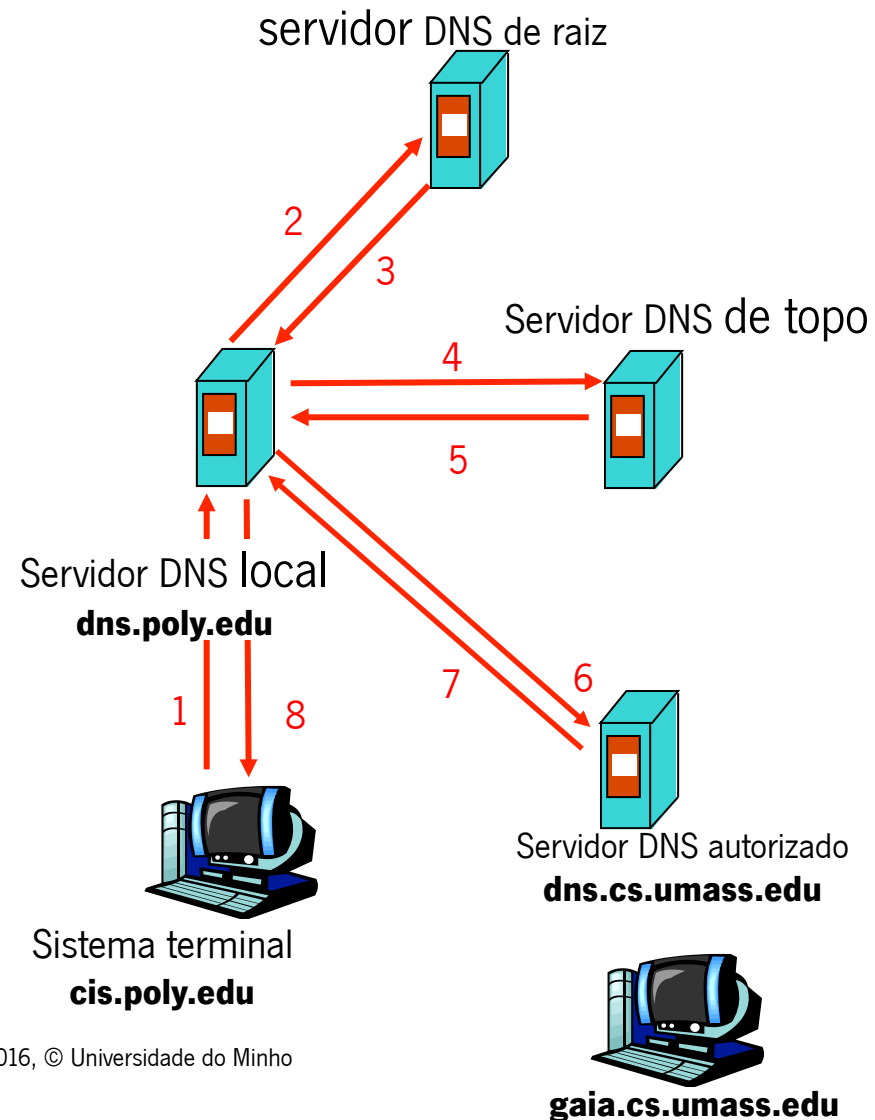 servidor DNS de raiz
2
3
Servidor DNS de topo
4
5
Servidor DNS local
dns.poly.edu
1
8
7
6
Servidor DNS autorizado
dns.cs.umass.edu
Sistema terminal
cis.poly.edu
016, © Universidade do Minho
gaia.cs.umass.edu